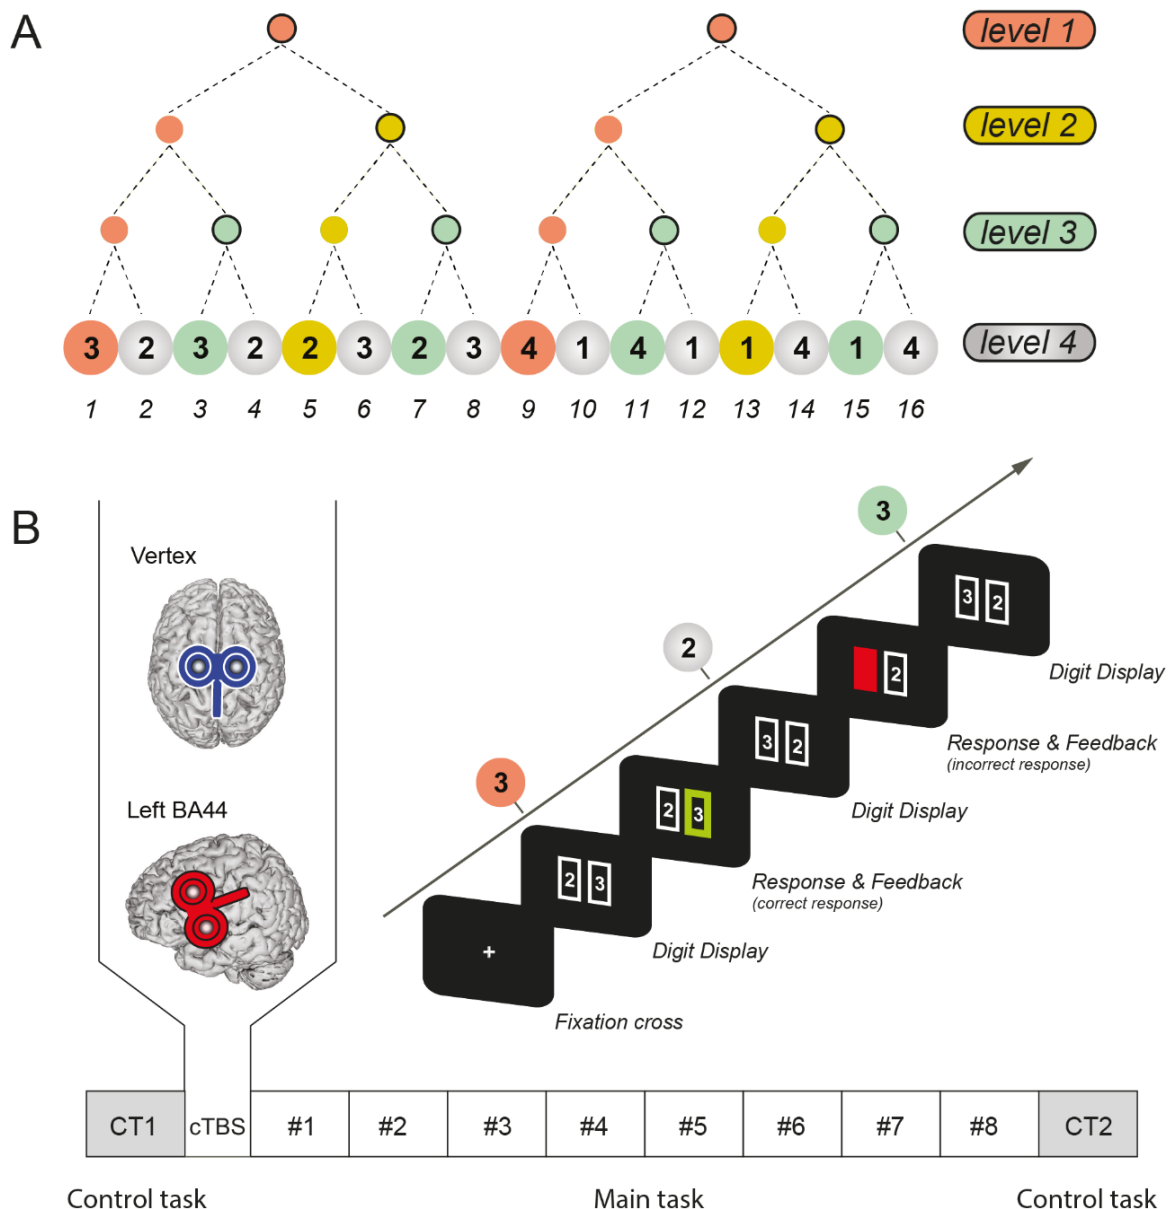 A
level 1
level 2
level 3
3 2 3 2 2 3 2 3 4 1 4 1 1 4 1 4
level 4
1 2 3 4 5 6 7 8 9 10 11 12 13 14 15 16
B
Vertex
Left BA44
3
2
3
+
Fixation cross
2 3
Digit Display
2 3
Response & Feedback
(correct response)
3 2
Digit Display
2
Response & Feedback
(incorrect response)
3 2
Digit Display
CT1 cTBS #1 #2 #3 #4 #5 #6 #7 #8 CT2
Control task Main task Control task